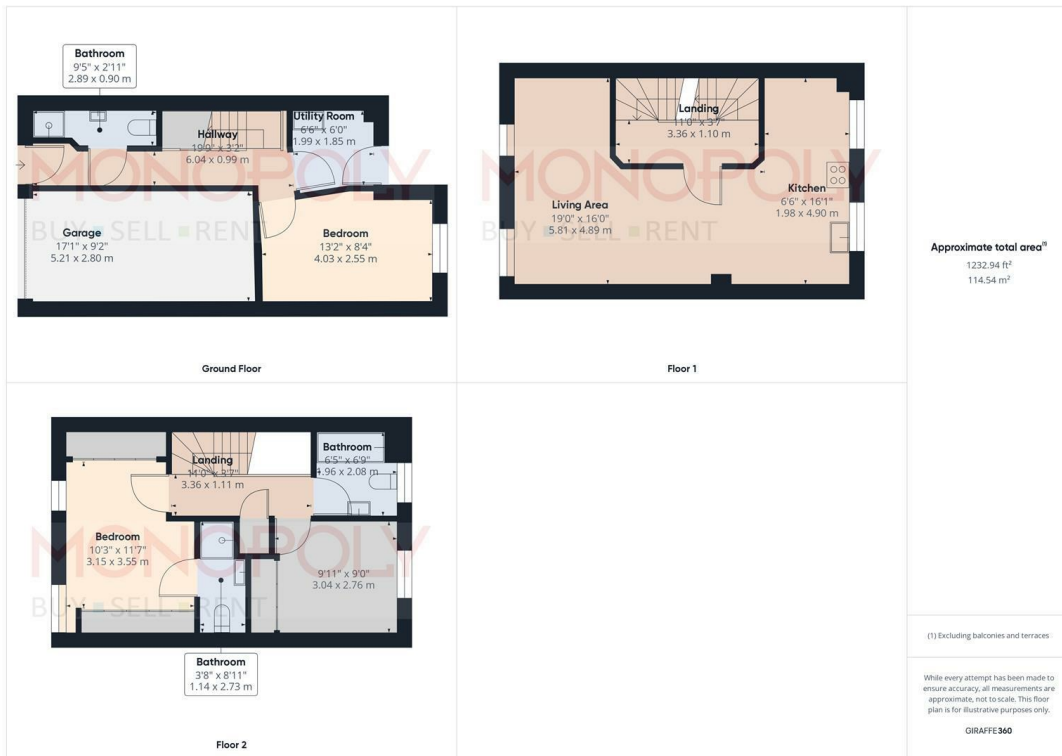 Bathroom
9'5" x 2'11"
2.89 x 0.90 m
Hallway
19'9" x 3'2"
6.04 x 0.99 m
Utility Room
6'6" x 6'0"
1.99 x 1.85 m
MONOPOLY
BUY SELL RENT
Garage
17'1" x 9'2"
5.21 x 2.80 m
Bedroom
13'2" x 8'4"
4.03 x 2.55 m
Ground Floor
Landing
11'0" x 3'7"
3.36 x 1.10 m
MONOPOLY
BUY SELL RENT
Living Area
19'0" x 16'0"
5.81 x 4.89 m
Kitchen
6'6" x 16'1"
1.98 x 4.90 m
Floor 1
Approximate total area(1)
1232.94 ft²
114.54 m²
Landing
11'0" x 3'7"
3.36 x 1.11 m
Bathroom
6'5" x 6'9"
1.96 x 2.08 m
MONOPOLY
BUY SELL RENT
Bedroom
10'3" x 11'7"
3.15 x 3.55 m
9'11" x 9'0"
3.04 x 2.76 m
Bathroom
3'8" x 8'11"
1.14 x 2.73 m
Floor 2
(1) Excluding balconies and terraces
While every attempt has been made to
ensure accuracy, all measurements are
approximate, not to scale. This floor
plan is for illustrative purposes only.
GIRAFFE360